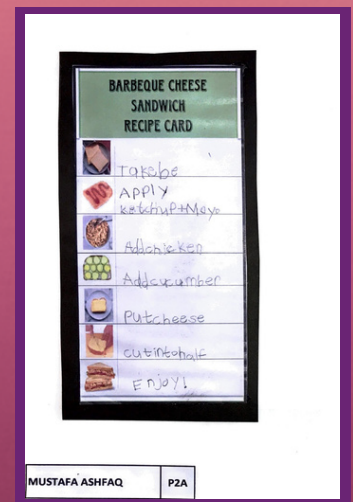 BARBEQUE CHEESE
SANDWICH
RECIPE CARD
Takebe
APPLY
ketchup+Mayo
Addchicken
Addcucumber
Putcheese
cutintohalf
Enjoy!
MUSTAFA ASHFAQ P2A